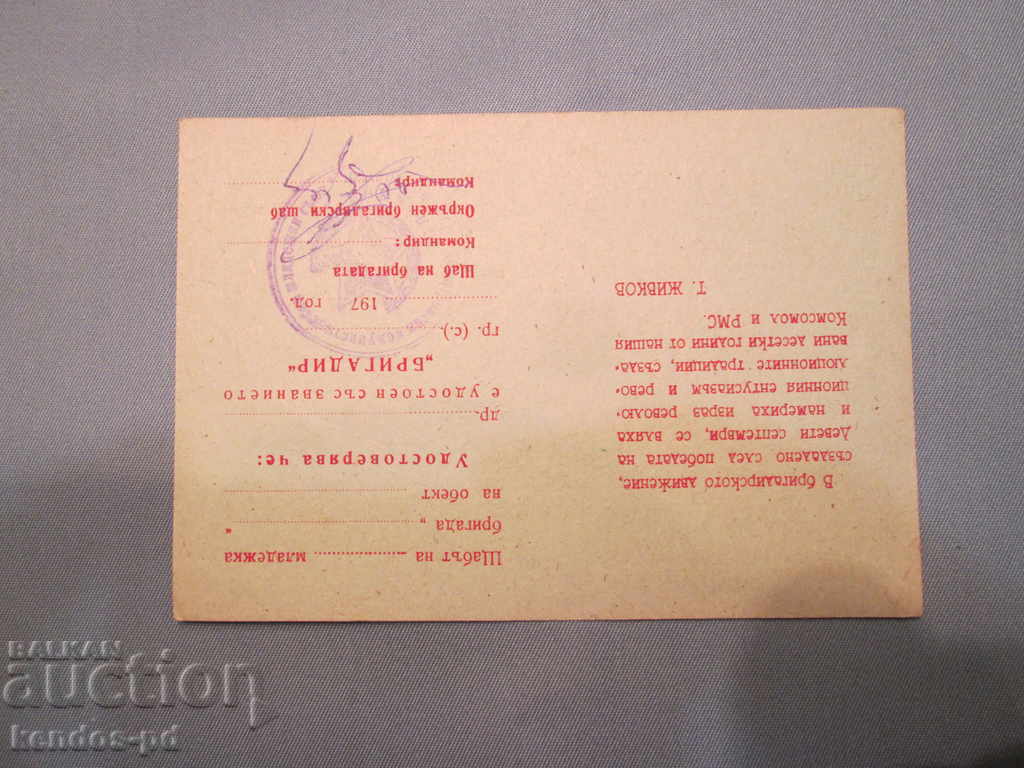 В бригадирското движение,
създадено след победата на
Девети септември, се вляха
и намериха израз револю-
ционния ентусиазъм и рево-
люционните традиции, създа-
вани десетки години от нашия
Комсомол и РМС.
Т. ЖИВКОВ
Щабът на ........ младежка
бригада „........“
на обект ........
Удостоверява че:
др. ........
е удостоен със званието
„БРИГАДИР“
гр. (с.) ........
........ 197 год.
Щаб на бригадата
Командир: ........
Окръжен бригадирски щаб
Командир: ........
BALKAN
auction
kendos-pd